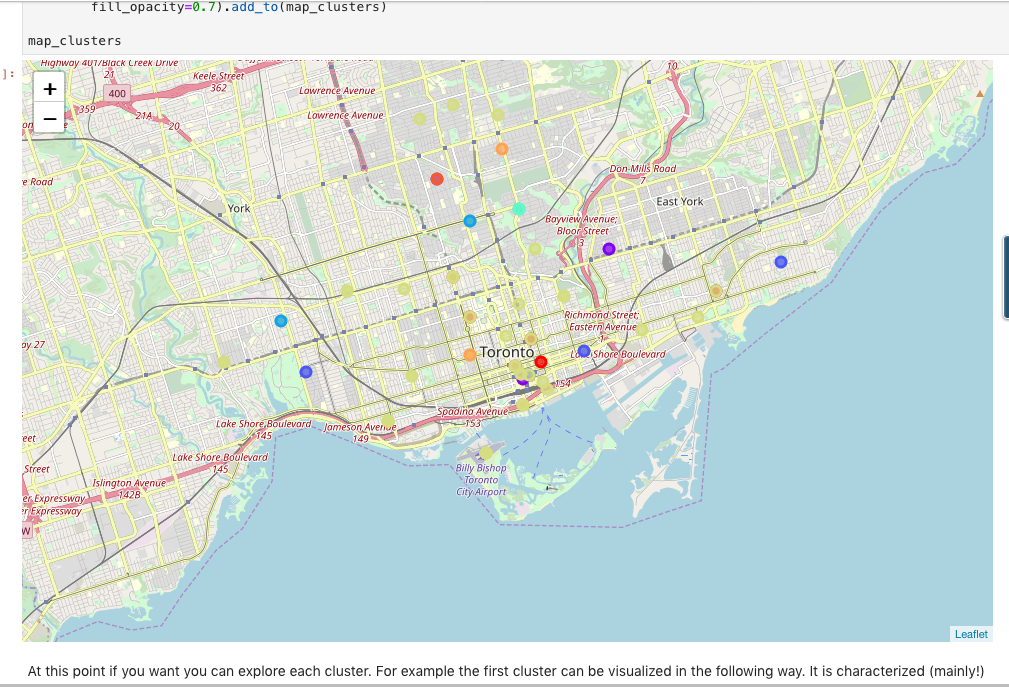 fill_opacity=0.7).add_to(map_clusters)
map_clusters
]:
+
−
Highway 401/Black Creek Drive
21
Keele Street
362
400
359
21A
20
Lawrence Avenue
Lawrence Avenue
10
Don Mills Road
7
re Road
York
East York
Bayview Avenue;
Bloor Street
3
Richmond Street;
Eastern Avenue
1
ay 27
Toronto
Lake Shore Boulevard
154
Spadina Avenue
153
Lake Shore Boulevard
145
Jameson Avenue
149
reet
Lake Shore Boulevard
145
Street
Islington Avenue
142B
er Expressway
er Expressway
W
Billy Bishop
Toronto
City Airport
Leaflet
At this point if you want you can explore each cluster. For example the first cluster can be visualized in the following way. It is characterized (mainly!)